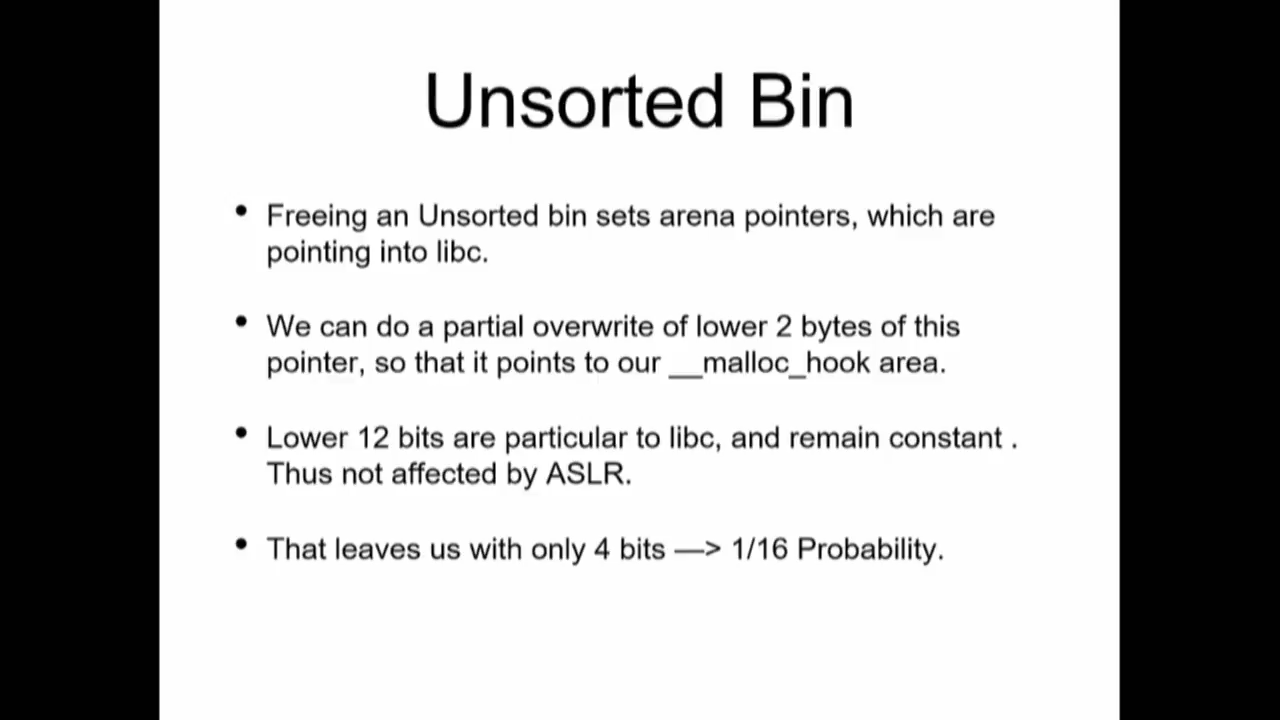 Unsorted Bin
• Freeing an Unsorted bin sets arena pointers, which are
pointing into libc.
• We can do a partial overwrite of lower 2 bytes of this
pointer, so that it points to our __malloc_hook area.
• Lower 12 bits are particular to libc, and remain constant .
Thus not affected by ASLR.
• That leaves us with only 4 bits —> 1/16 Probability.